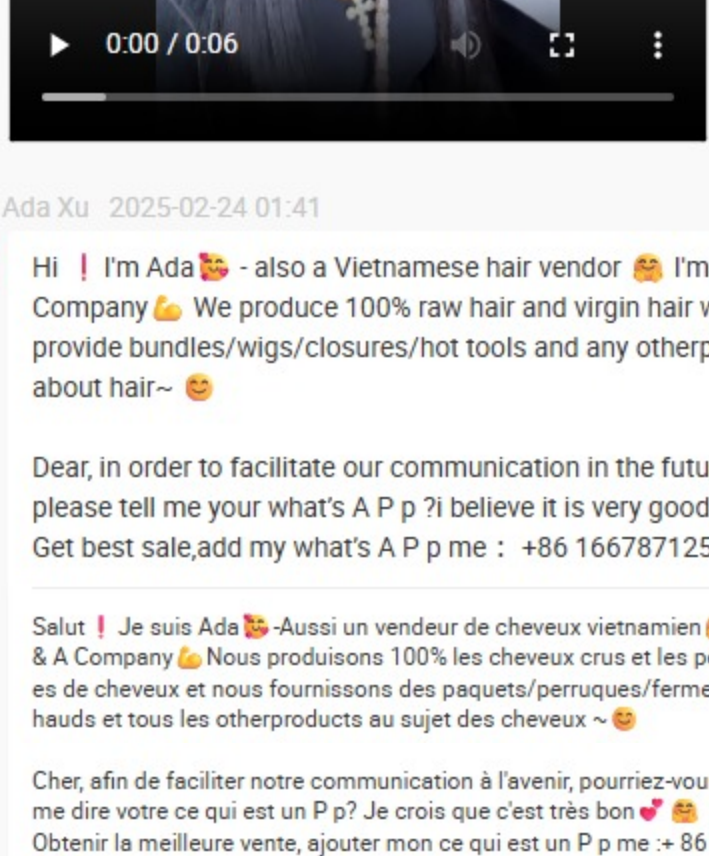 0:00 / 0:06
Ada Xu 2025-02-24 01:41
Hi ❗ I'm Ada🥰 - also a Vietnamese hair vendor 🤗 I'm
Company💪 We produce 100% raw hair and virgin hair
provide bundles/wigs/closures/hot tools and any otherp
about hair~ 😊
Dear, in order to facilitate our communication in the futu
please tell me your what's A P p ?i believe it is very good
Get best sale,add my what's A P p me： +86 166787125
Salut❗ Je suis Ada🥰-Aussi un vendeur de cheveux vietnamien
& A Company💪Nous produisons 100% les cheveux crus et les
es de cheveux et nous fournissons des paquets/perruques/ferme
hauds et tous les otherproducts au sujet des cheveux ~😊
Cher, afin de faciliter notre communication à l'avenir, pourriez-vou
me dire votre ce qui est un P p? Je crois que c'est très bon💕 🤗
Obtenir la meilleure vente, ajouter mon ce qui est un P p me :+ 86